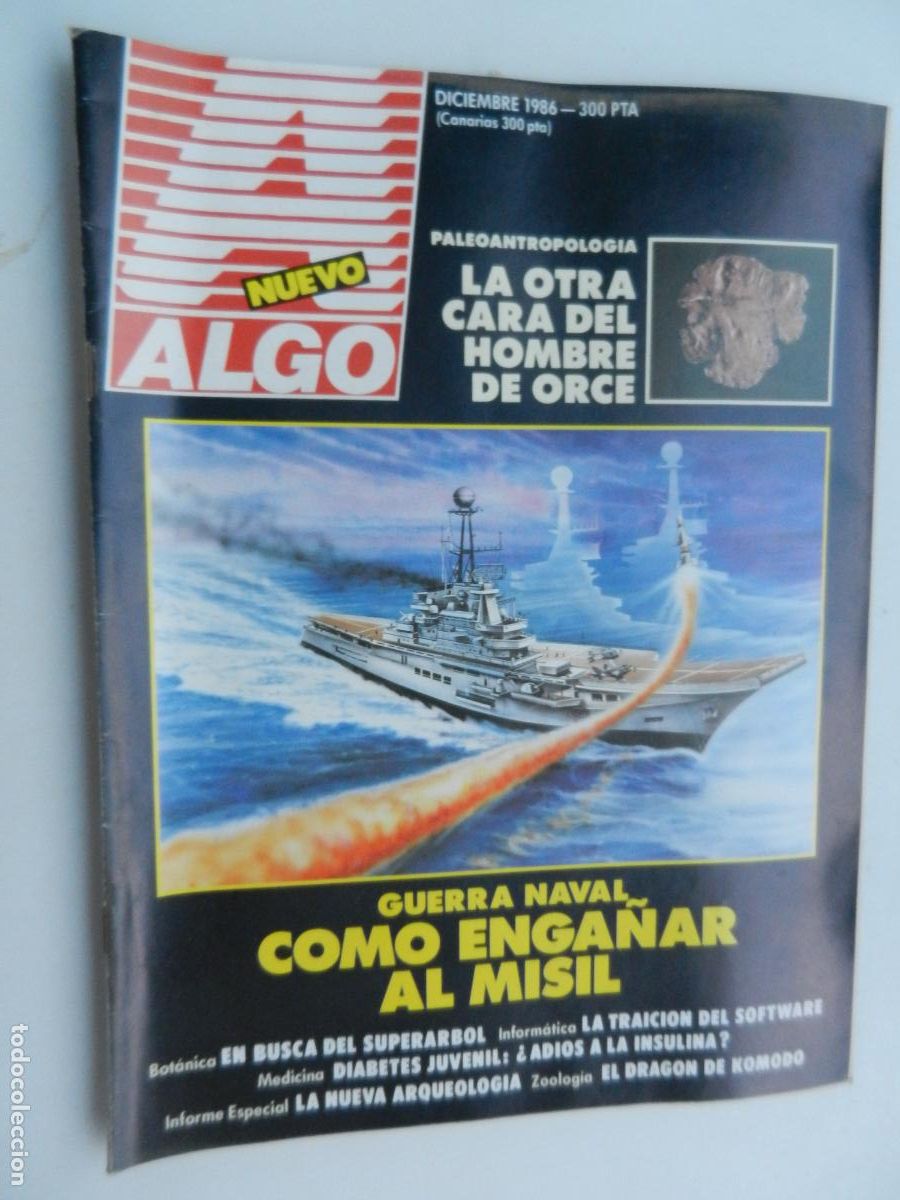 DICIEMBRE 1986 — 300 PTA
(Canarias 300 pta)
NUEVO
ALGO
PALEOANTROPOLOGIA
LA OTRA
CARA DEL
HOMBRE
DE ORCE
GUERRA NAVAL
COMO ENGAÑAR
AL MISIL
Botánica EN BUSCA DEL SUPERARBOL Informática LA TRAICION DEL SOFTWARE
Medicina DIABETES JUVENIL: ¿ADIOS A LA INSULINA?
Informe Especial LA NUEVA ARQUEOLOGIA Zoología EL DRAGON DE KOMODO
todocoleccion